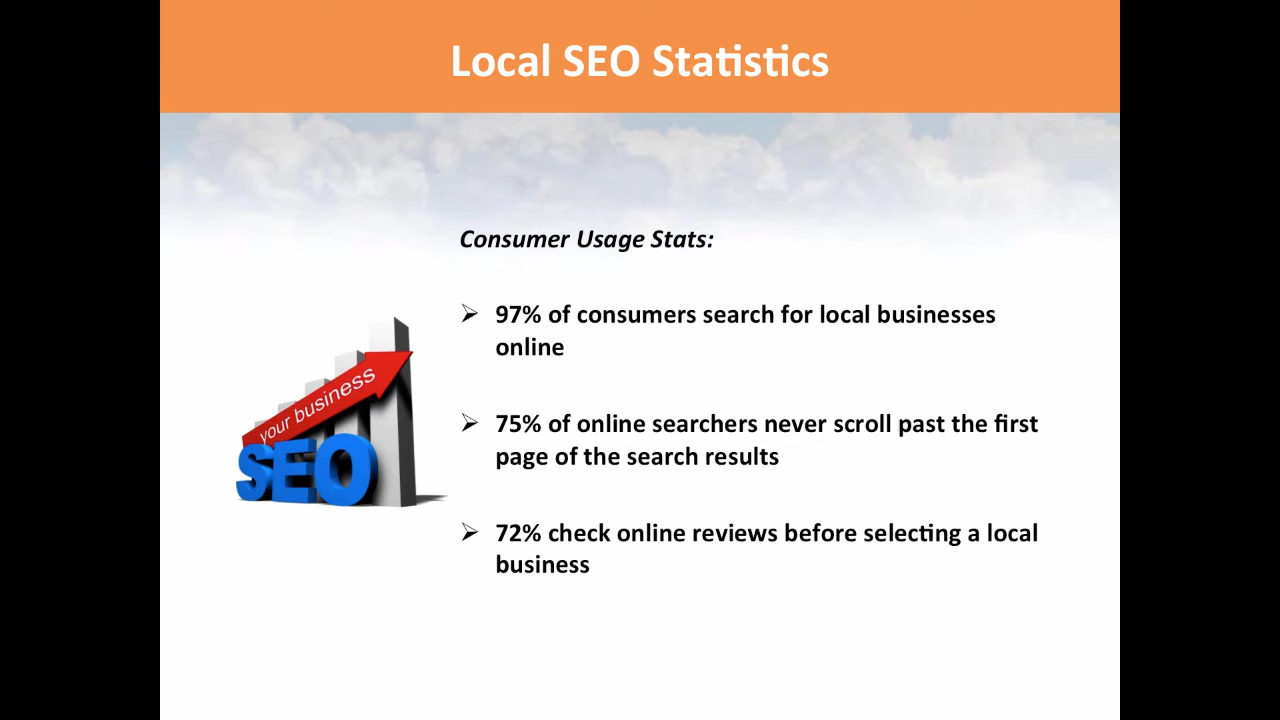 Local SEO Statistics
Consumer Usage Stats:
97% of consumers search for local businesses
online
your business
SEO
75% of online searchers never scroll past the first
page of the search results
72% check online reviews before selecting a local
business